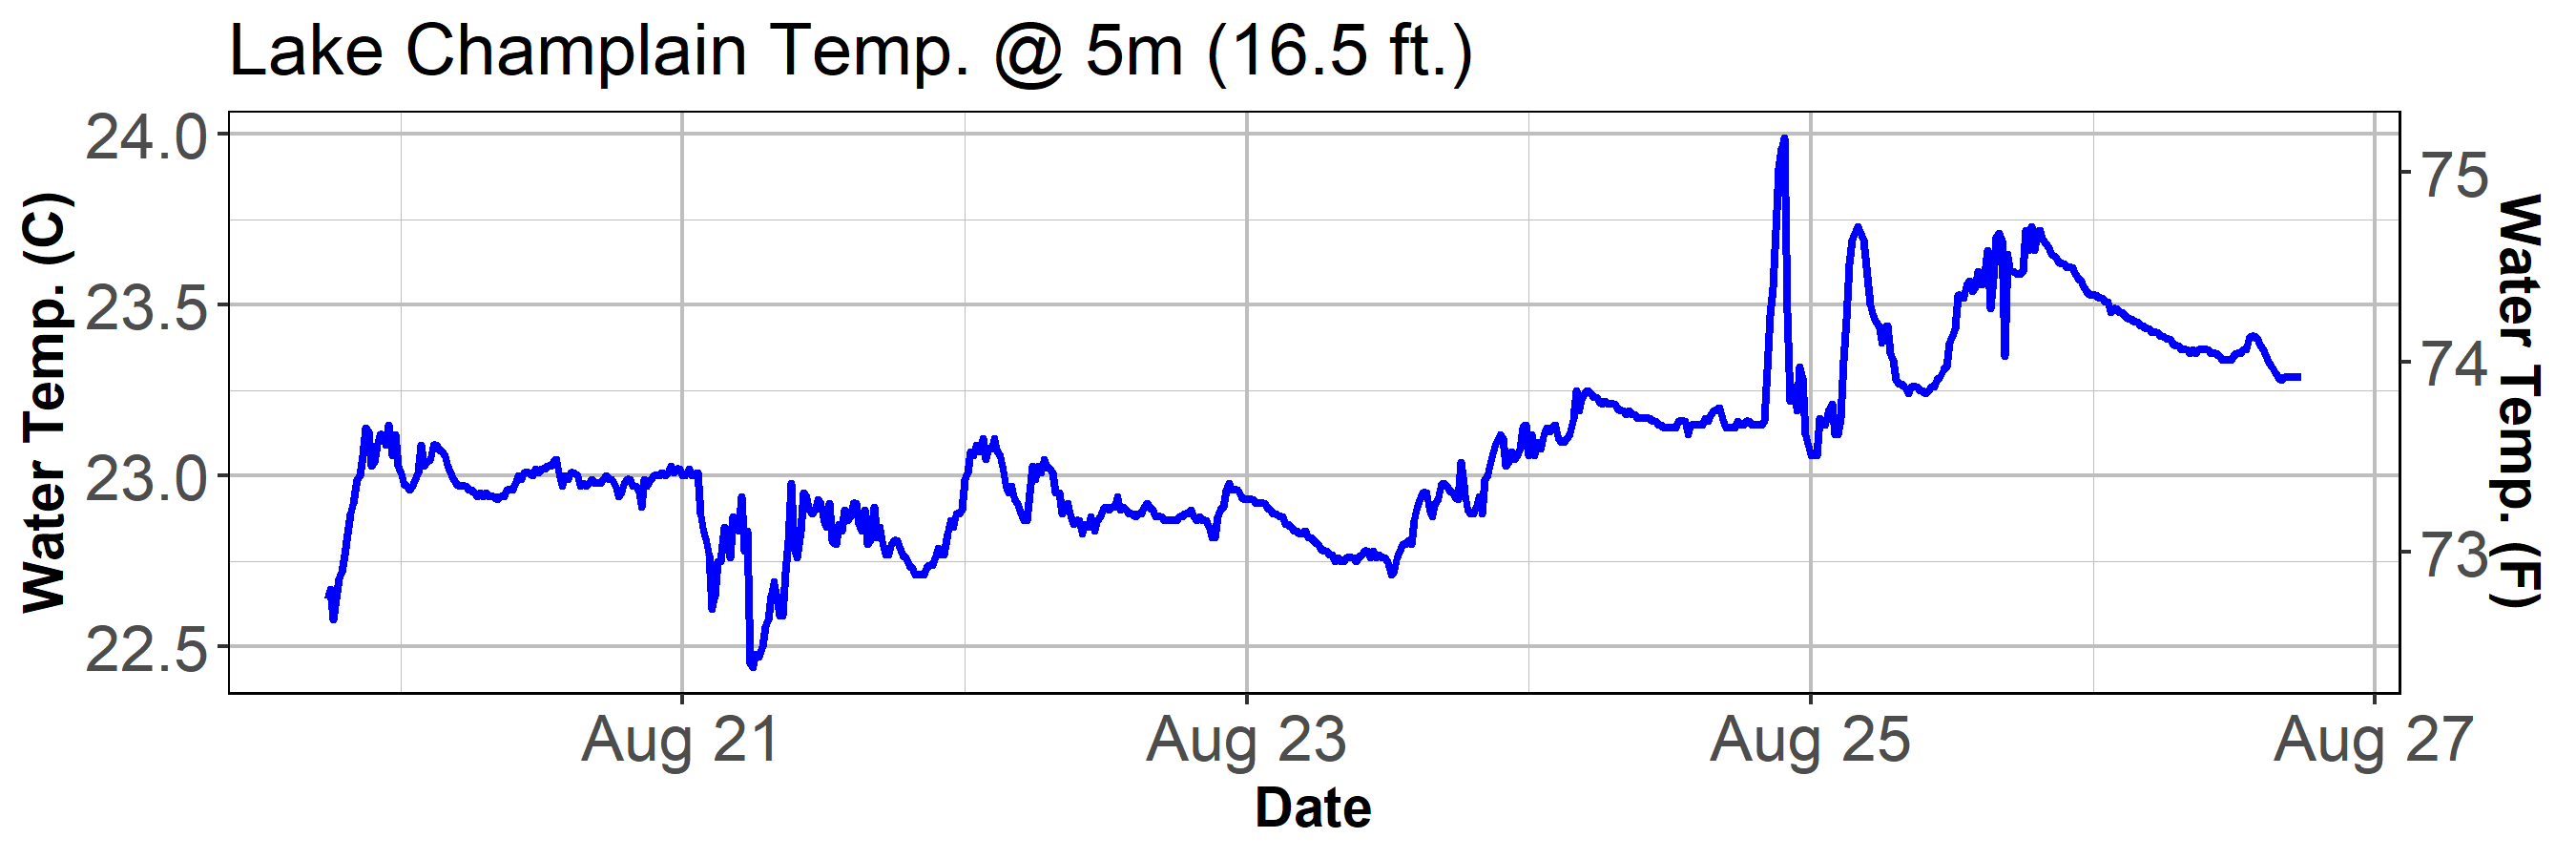 Lake Champlain Temp. @ 5m (16.5 ft.)
Water Temp. (C)
24.0
23.5
23.0
22.5
75
74
73
Water Temp. (F)
Aug 21 Aug 23 Aug 25 Aug 27
Date